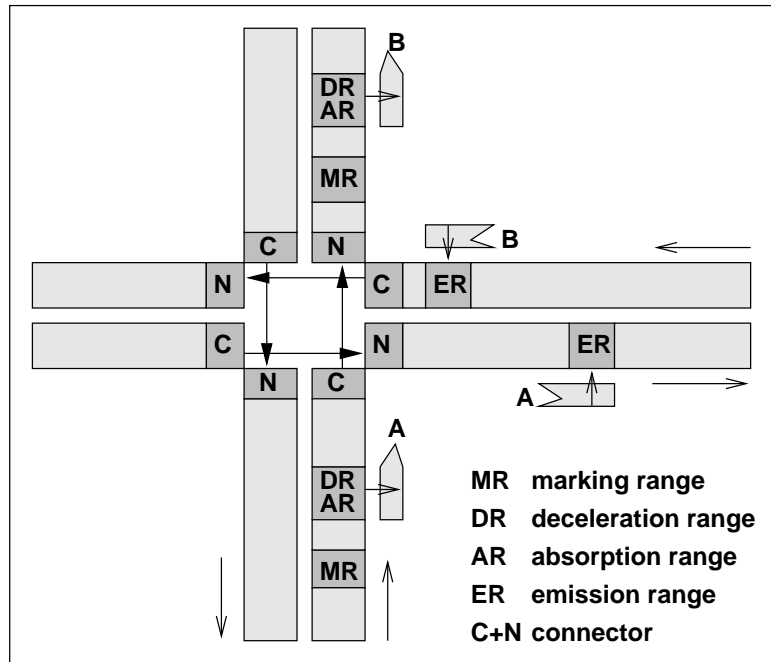 B
DR
AR
MR
C N
B
N C ER
C N ER
N C
A
A
DR
AR
MR
MR marking range
DR deceleration range
AR absorption range
ER emission range
C+N connector